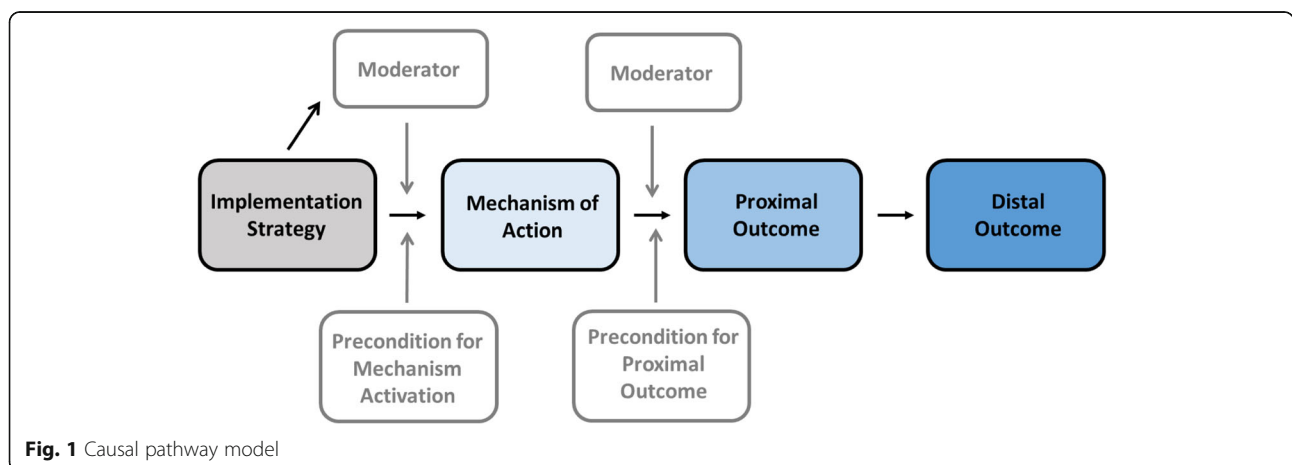 Moderator
Moderator
Implementation
Strategy
Mechanism of
Action
Proximal
Outcome
Distal
Outcome
Precondition for
Mechanism
Activation
Precondition for
Proximal
Outcome
Fig. 1 Causal pathway model